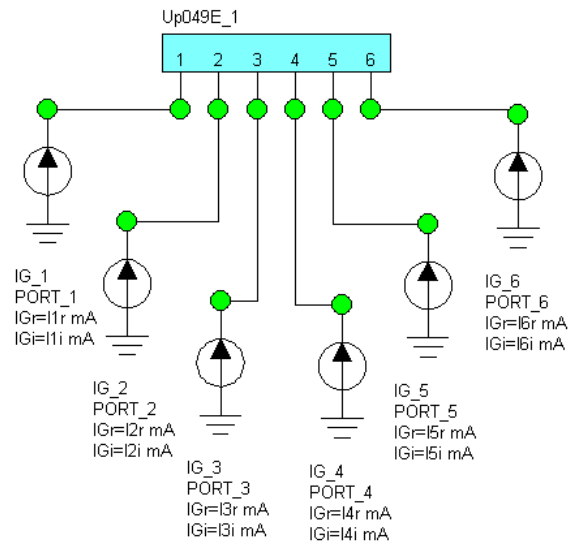 Up049E_1
1 2 3 4 5 6
IG_1
PORT_1
IGr=I1r mA
IGi=I1i mA
IG_2
PORT_2
IGr=I2r mA
IGi=I2i mA
IG_3
PORT_3
IGr=I3r mA
IGi=I3i mA
IG_4
PORT_4
IGr=I4r mA
IGi=I4i mA
IG_5
PORT_5
IGr=I5r mA
IGi=I5i mA
IG_6
PORT_6
IGr=I6r mA
IGi=I6i mA